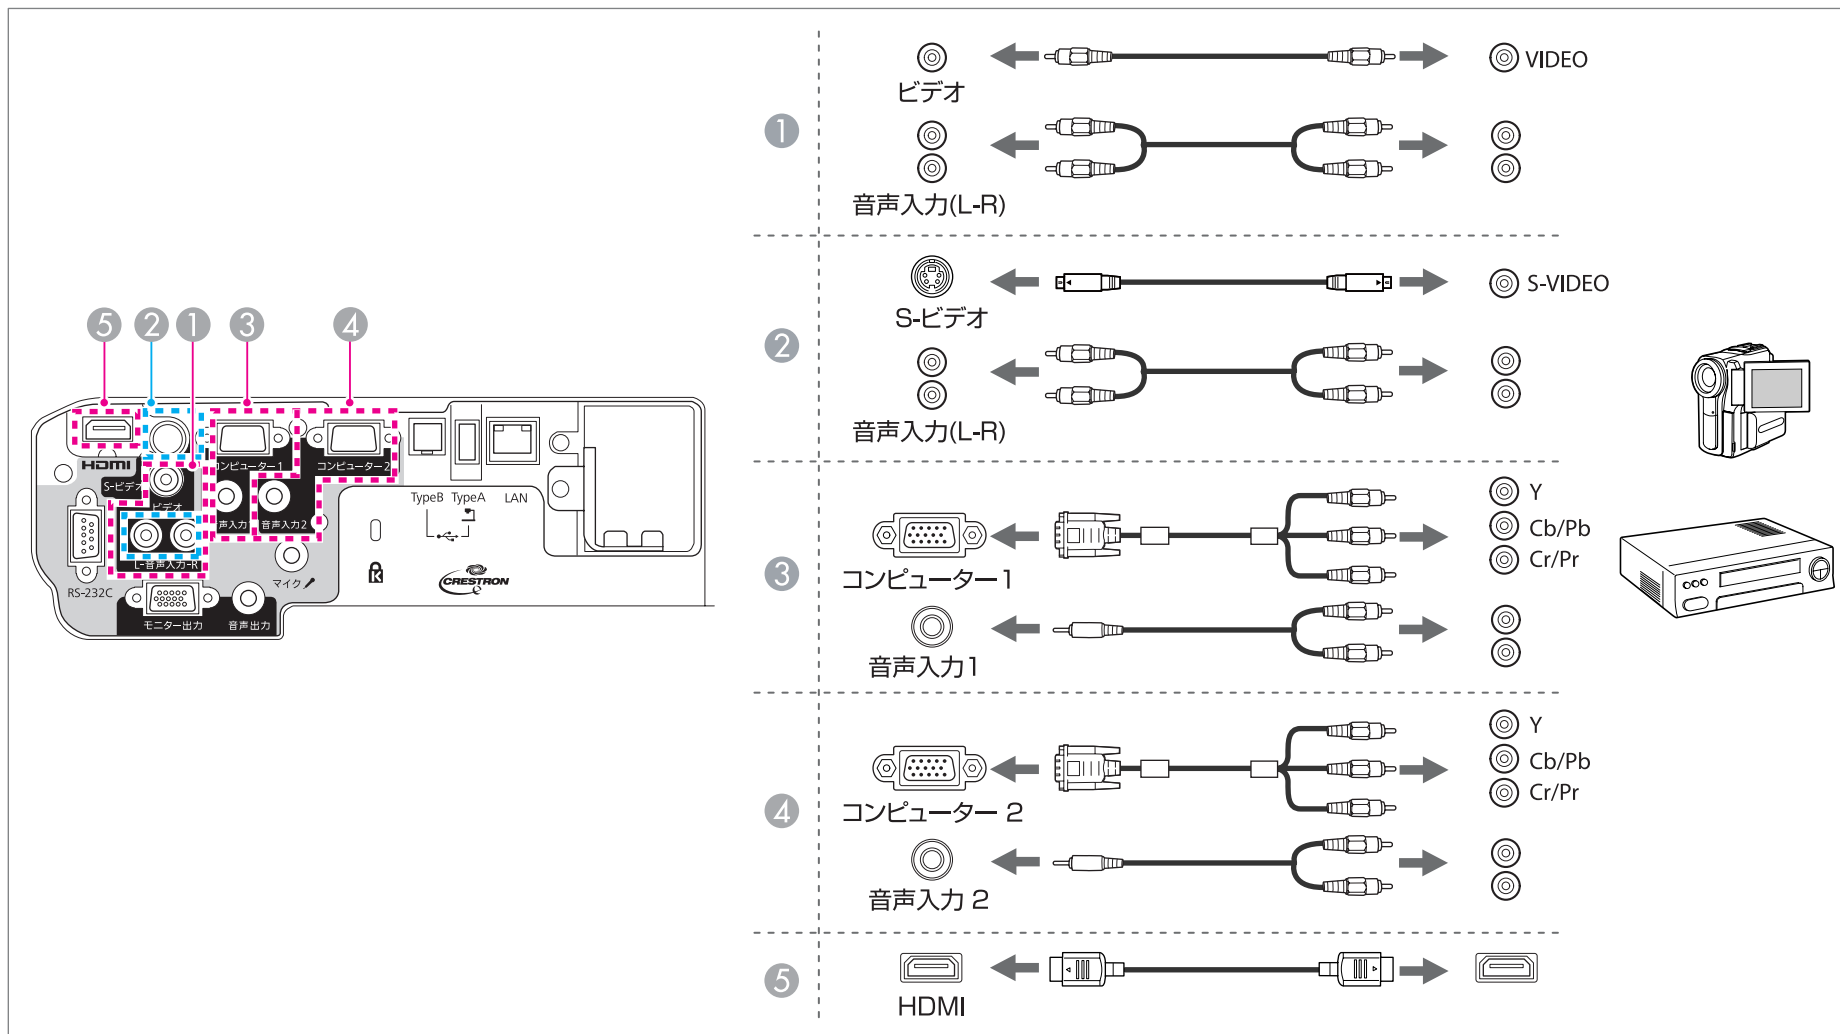 5 2 1 3 4
HDMI
コンピューター1
コンピューター2
S-ビデオ
ビデオ
音声入力1
音声入力2
L-音声入力-R
RS-232C
マイク
モニター出力
音声出力
TypeB TypeA LAN
K
CRESTRON
1
ビデオ
VIDEO
音声入力(L-R)
2
S-ビデオ
S-VIDEO
音声入力(L-R)
3
コンピューター1
Y
Cb/Pb
Cr/Pr
音声入力1
4
コンピューター 2
Y
Cb/Pb
Cr/Pr
音声入力 2
5
HDMI